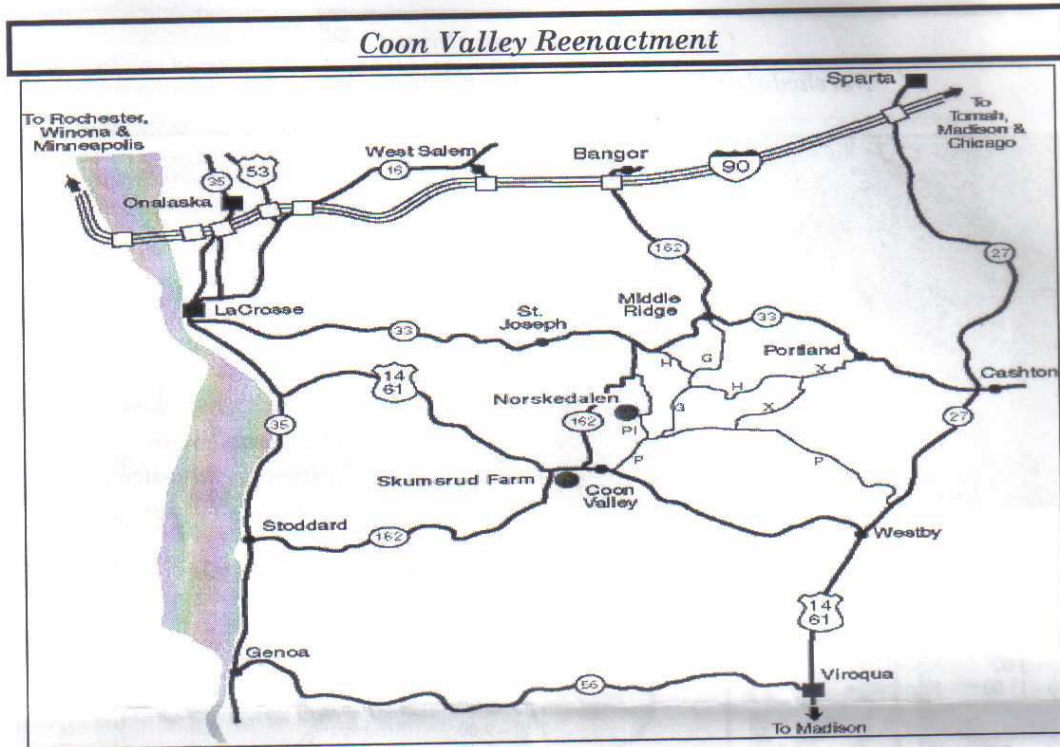 Coon Valley Reenactment
Sparta
To Rochester,
Winona &
Minneapolis
To
Tomah,
Madison &
Chicago
35
53
West Salem
16
Bangor
90
Onalaska
162
27
LaCrosse
Middle
Ridge
St.
Joseph
33
33
Portland
H
G
X
Cashton
14
61
Norskedalen
H
35
162
PI
G
X
27
P
P
Skumsrud Farm
Coon
Valley
Stoddard
162
Westby
14
61
Genoa
56
Viroqua
To Madison